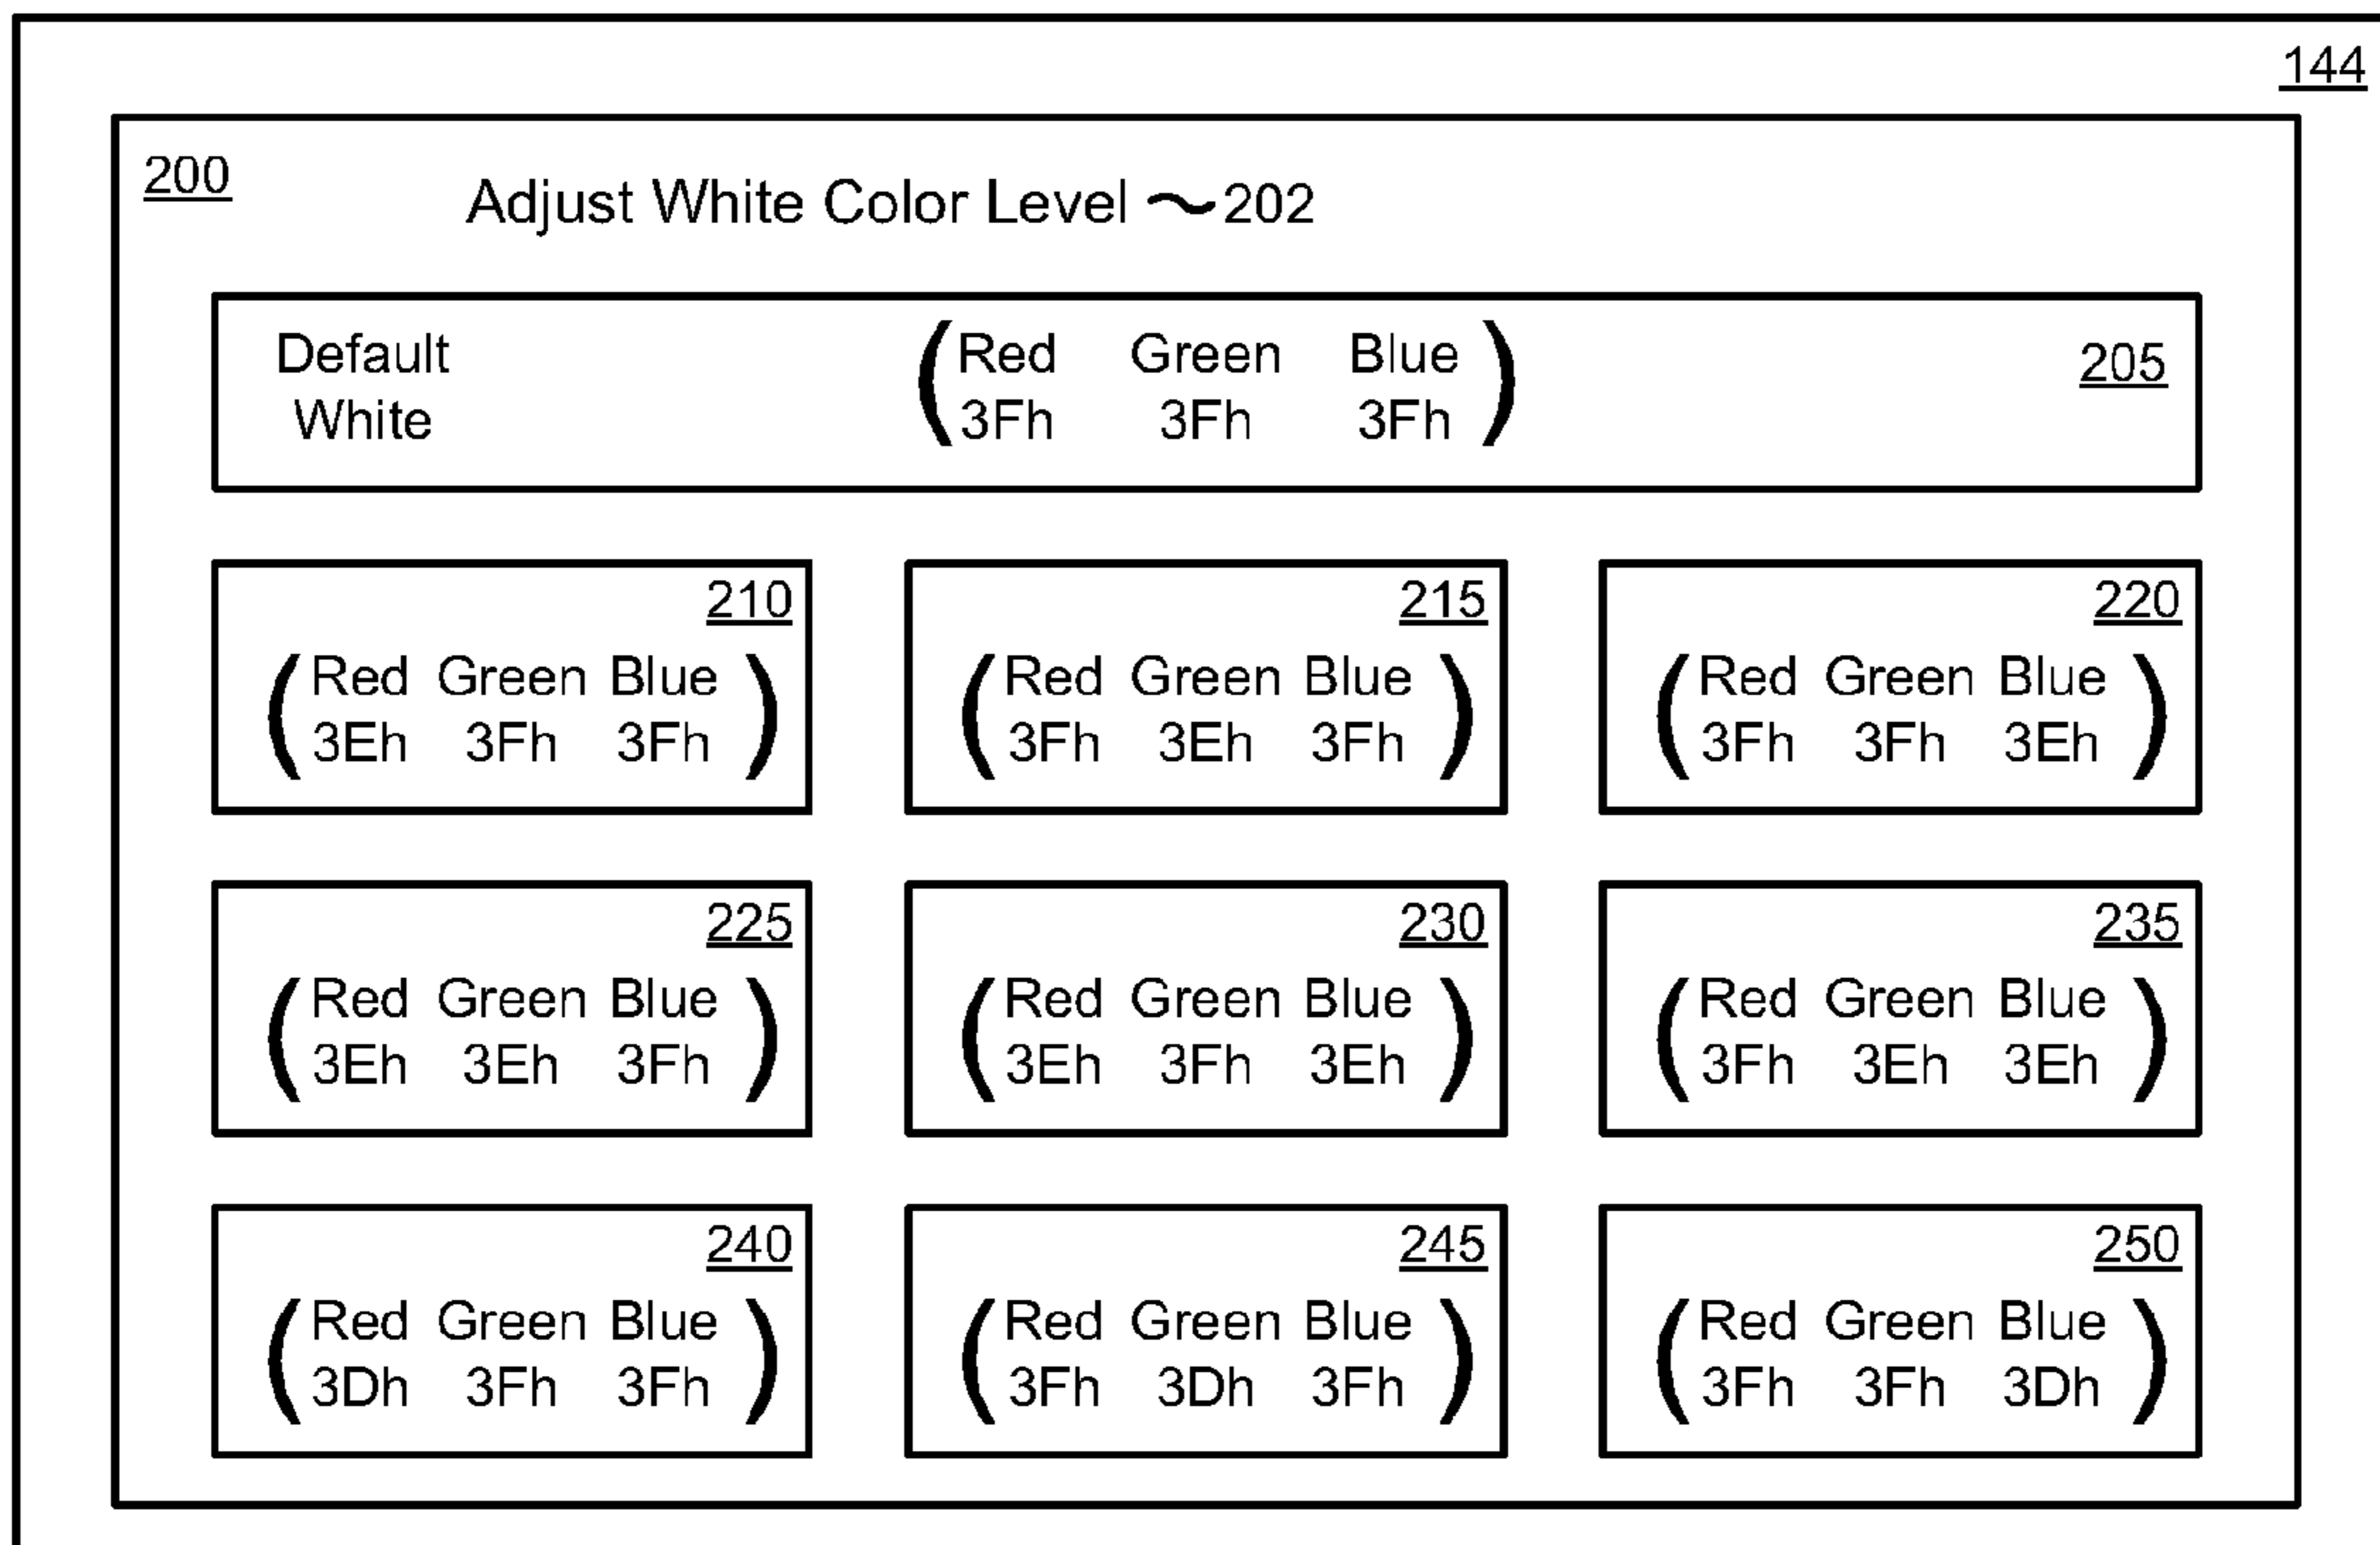 144
200
Adjust White Color Level ~202
Default White
(Red Green Blue)
3Fh 3Fh 3Fh
205
210
(Red Green Blue)
3Eh 3Fh 3Fh
215
(Red Green Blue)
3Fh 3Eh 3Fh
220
(Red Green Blue)
3Fh 3Fh 3Eh
225
(Red Green Blue)
3Eh 3Eh 3Fh
230
(Red Green Blue)
3Eh 3Fh 3Eh
235
(Red Green Blue)
3Fh 3Eh 3Eh
240
(Red Green Blue)
3Dh 3Fh 3Fh
245
(Red Green Blue)
3Fh 3Dh 3Fh
250
(Red Green Blue)
3Fh 3Fh 3Dh